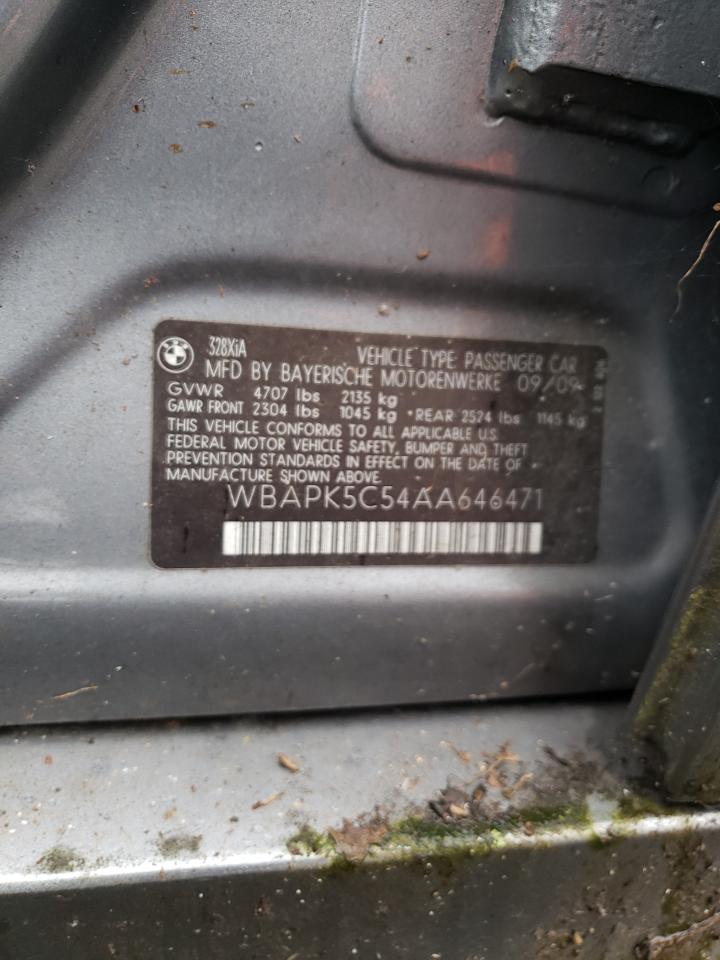 328XiA
VEHICLE TYPE: PASSENGER CAR
MFD BY BAYERISCHE MOTORENWERKE 09/09
GVWR 4707 lbs 2135 kg
GAWR FRONT 2304 lbs 1045 kg *REAR 2524 lbs 1145 kg
THIS VEHICLE CONFORMS TO ALL APPLICABLE U.S.
FEDERAL MOTOR VEHICLE SAFETY, BUMPER AND THEFT
PREVENTION STANDARDS IN EFFECT ON THE DATE OF
MANUFACTURE SHOWN ABOVE.
WBAPK5C54AA646471